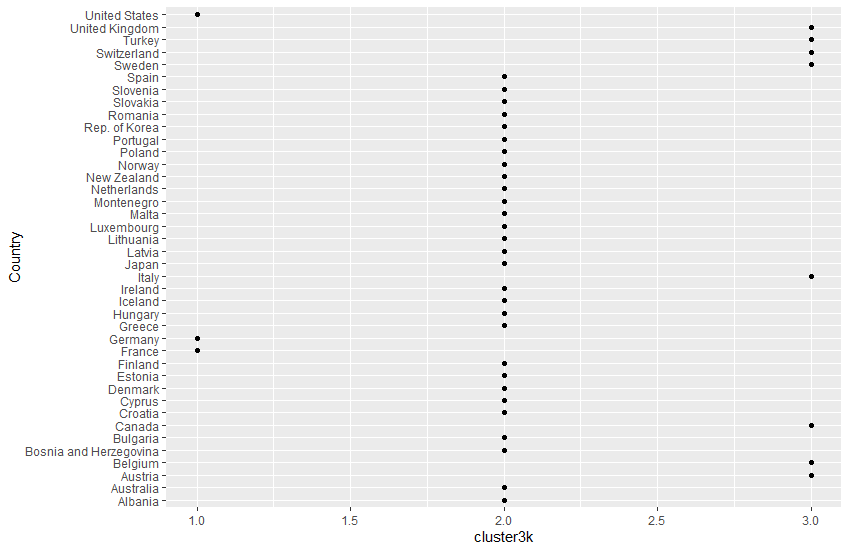 United States
United Kingdom
Turkey
Switzerland
Sweden
Spain
Slovenia
Slovakia
Romania
Rep. of Korea
Portugal
Poland
Norway
New Zealand
Netherlands
Montenegro
Malta
Luxembourg
Lithuania
Latvia
Japan
Italy
Ireland
Iceland
Hungary
Greece
Germany
France
Finland
Estonia
Denmark
Cyprus
Croatia
Canada
Bulgaria
Bosnia and Herzegovina
Belgium
Austria
Australia
Albania
Country
1.0 1.5 2.0 2.5 3.0
cluster3k